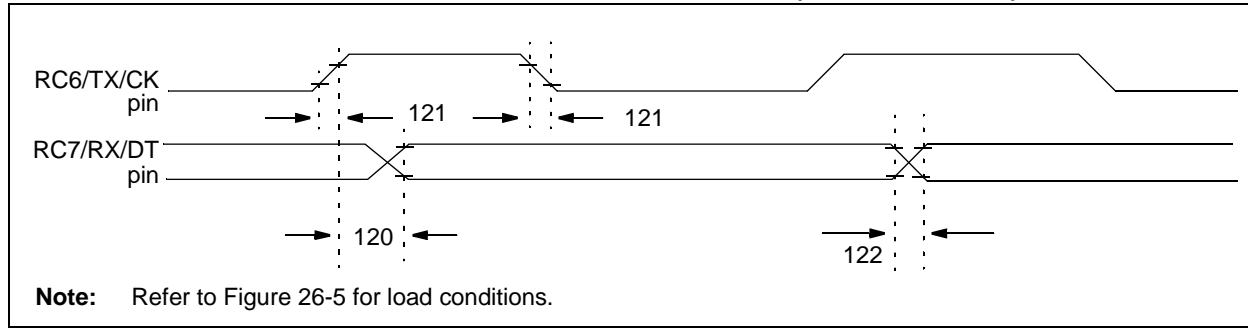 RC6/TX/CK
pin
121
121
RC7/RX/DT
pin
120
122
Note: Refer to Figure 26-5 for load conditions.